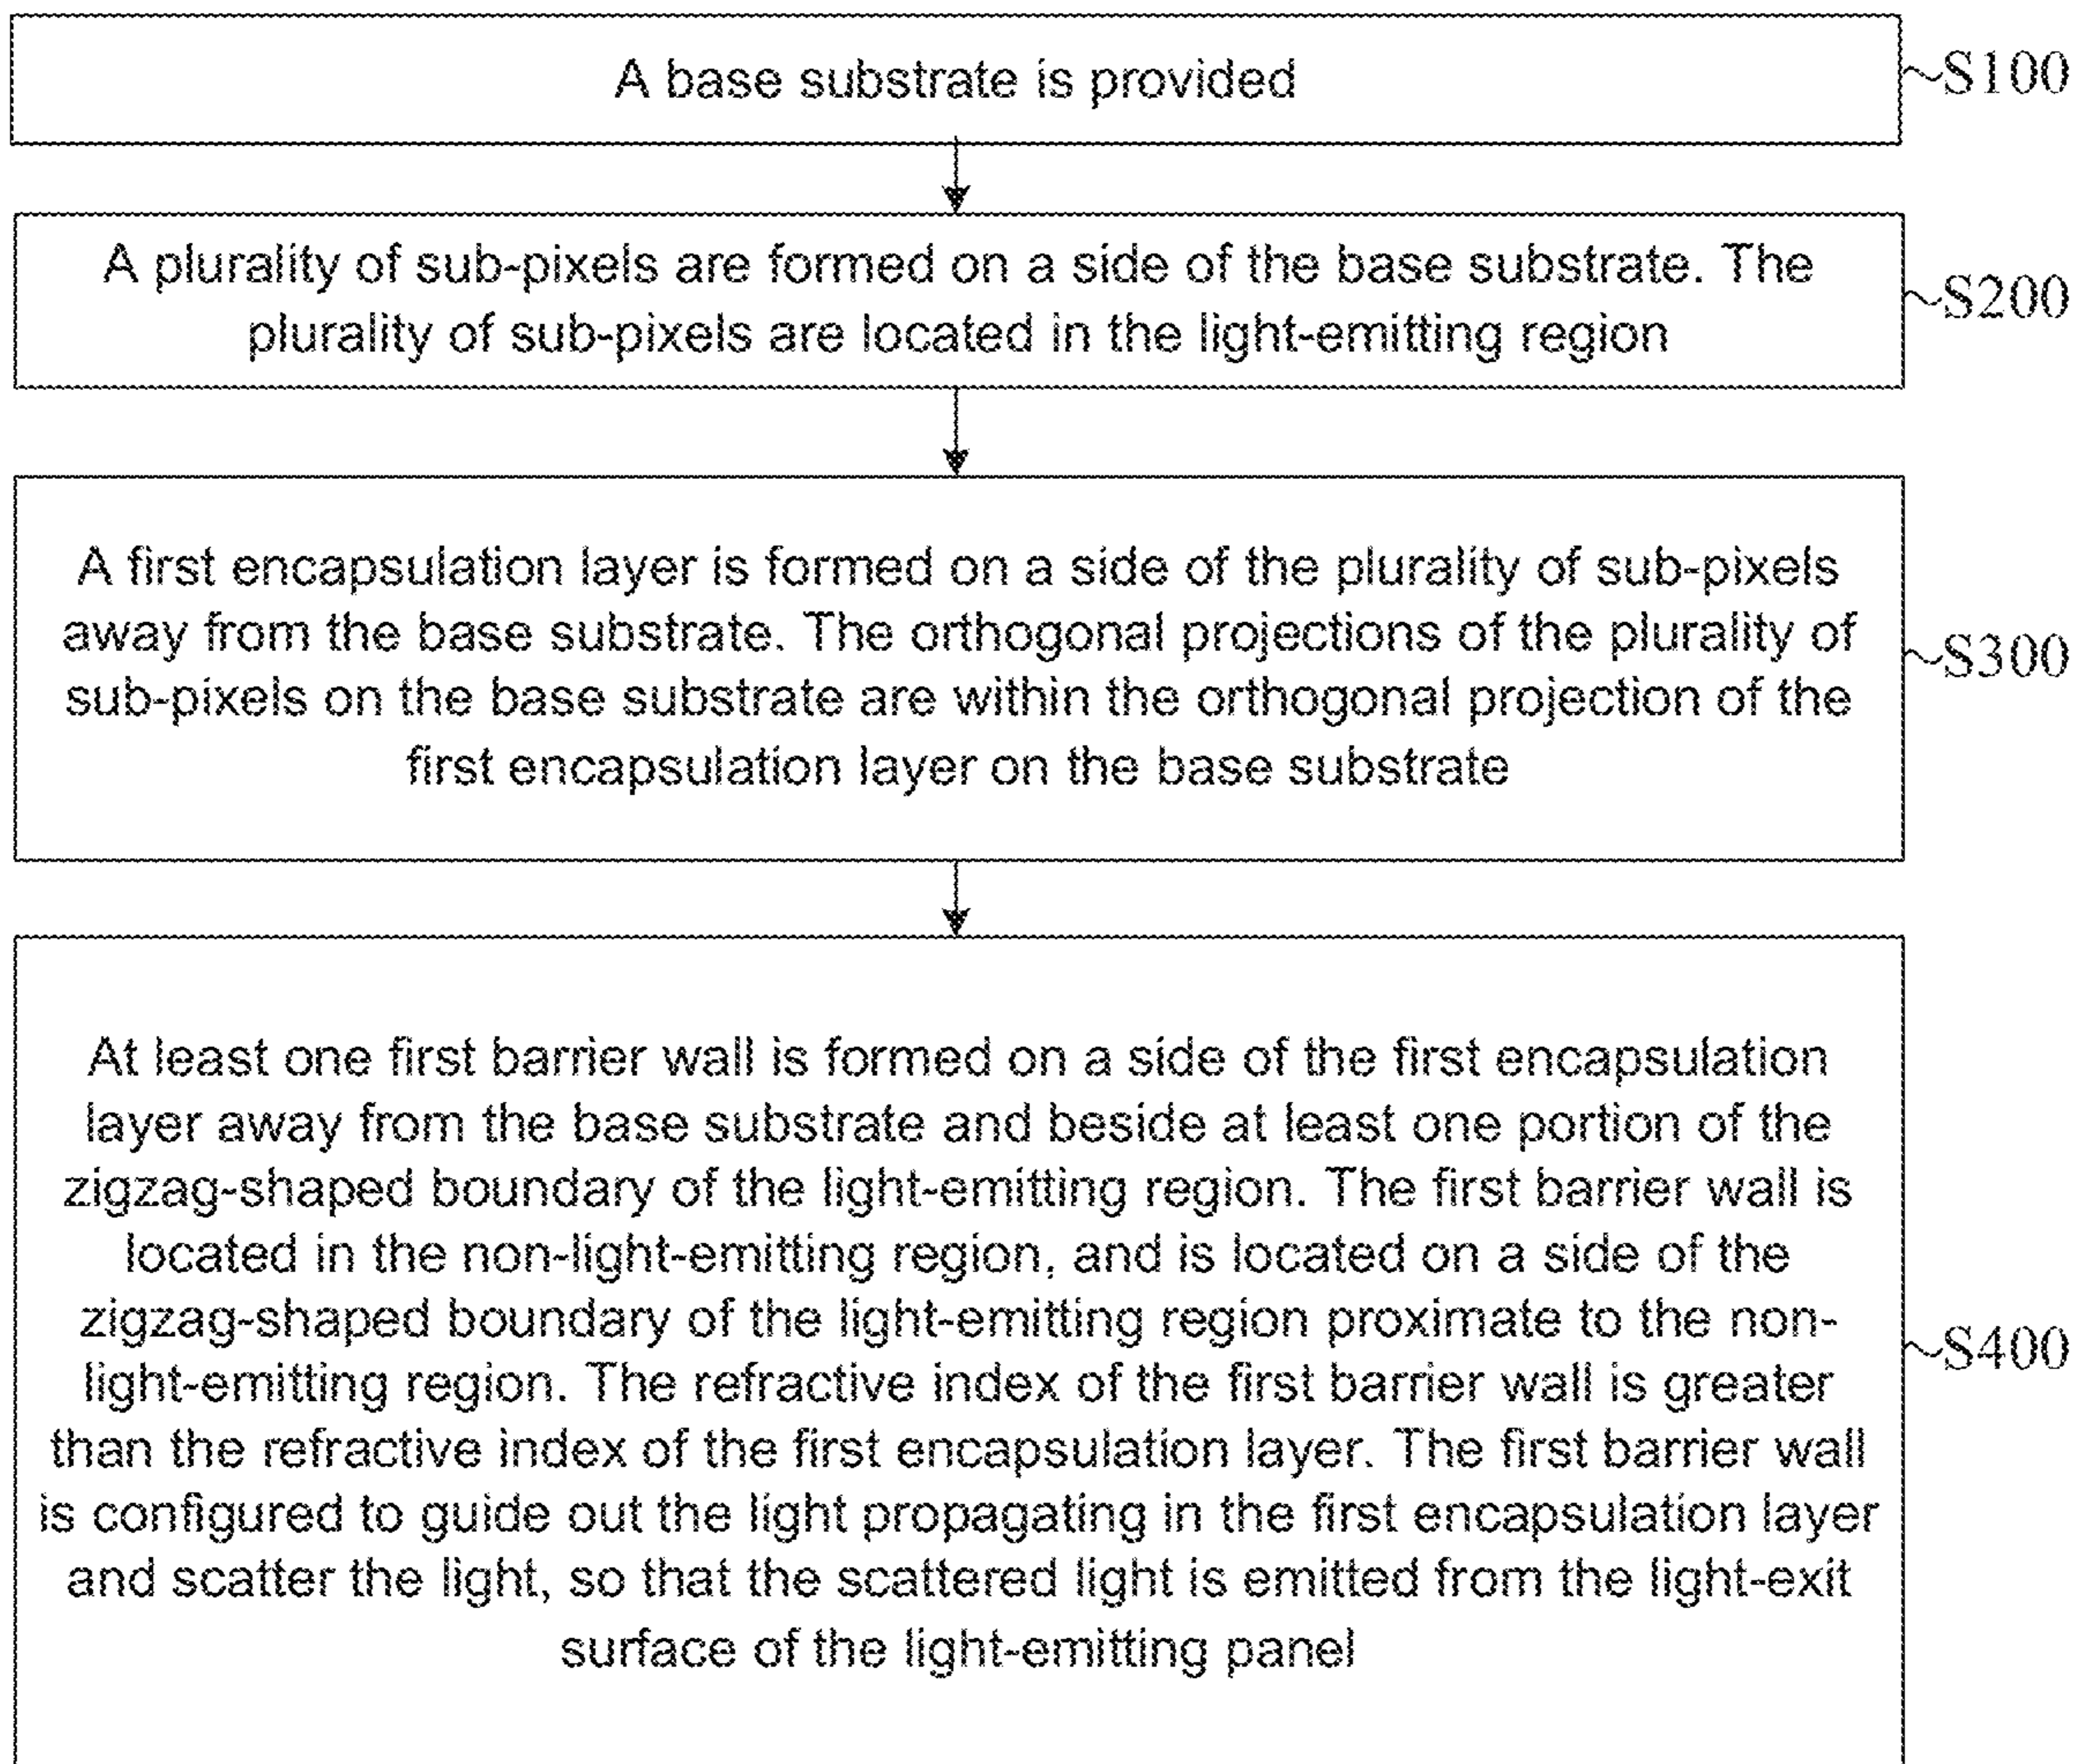 A base substrate is provided
S100
A plurality of sub-pixels are formed on a side of the base substrate. The
plurality of sub-pixels are located in the light-emitting region
S200
A first encapsulation layer is formed on a side of the plurality of sub-pixels
away from the base substrate. The orthogonal projections of the plurality of
sub-pixels on the base substrate are within the orthogonal projection of the
first encapsulation layer on the base substrate
S300
At least one first barrier wall is formed on a side of the first encapsulation
layer away from the base substrate and beside at least one portion of the
zigzag-shaped boundary of the light-emitting region. The first barrier wall is
located in the non-light-emitting region, and is located on a side of the
zigzag-shaped boundary of the light-emitting region proximate to the non-
light-emitting region. The refractive index of the first barrier wall is greater
than the refractive index of the first encapsulation layer. The first barrier wall
is configured to guide out the light propagating in the first encapsulation layer
and scatter the light, so that the scattered light is emitted from the light-exit
surface of the light-emitting panel
S400